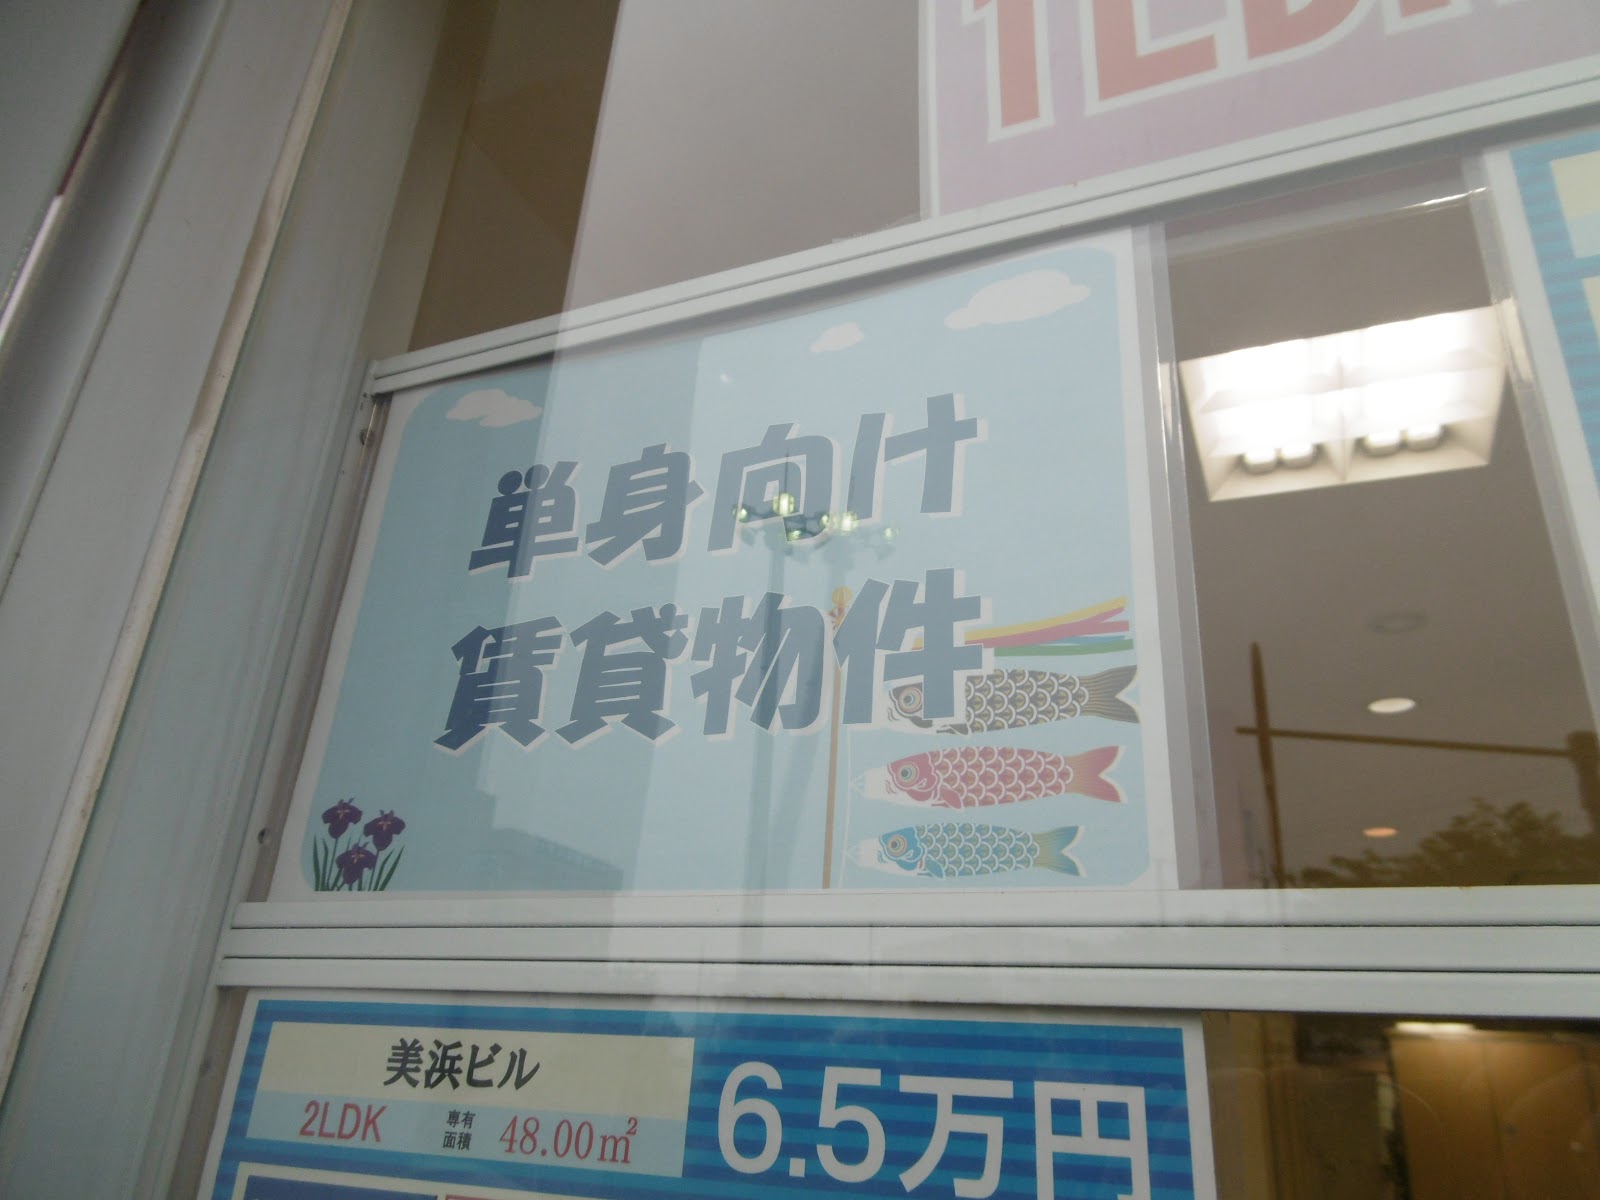 1LDK
単身向け
賃貸物件
美浜ビル
6.5万円
2LDK 専有面積 48.00㎡